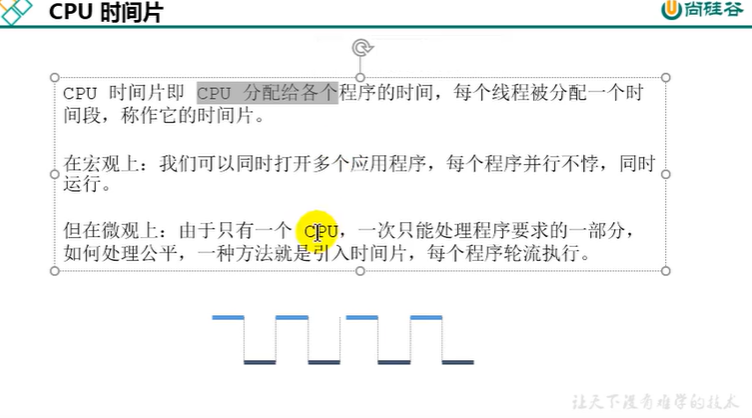 CPU 时间片
尚硅谷
CPU 时间片即 CPU 分配给各个程序的时间，每个线程被分配一个时
间段，称作它的时间片。
在宏观上：我们可以同时打开多个应用程序，每个程序并行不悖，同时
运行。
但在微观上：由于只有一个 CPU，一次只能处理程序要求的一部分，
如何处理公平，一种方法就是引入时间片，每个程序轮流执行。
让天下没有难学的技术